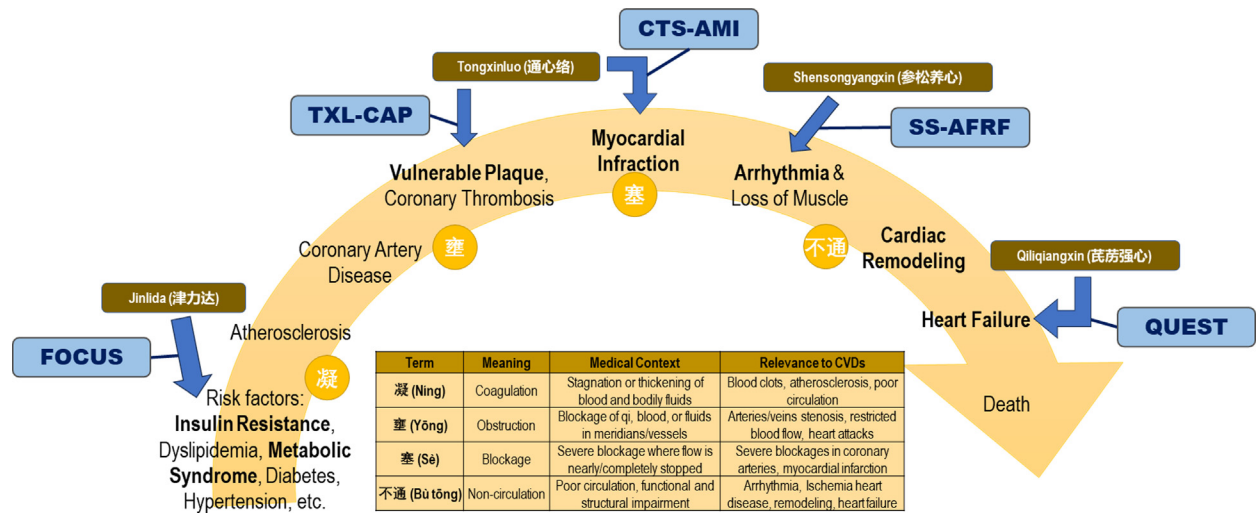 CTS-AMI
Tongxinluo (通心络)
Shensongyangxin (参松养心)
TXL-CAP
SS-AFRF
Myocardial
Infraction
塞
Vulnerable Plaque,
Coronary Thrombosis
Arrhythmia &
Loss of Muscle
壅
不通
Coronary Artery
Disease
Cardiac
Remodeling
Qiliqiangxin (芪苈强心)
Jinlida (津力达)
Heart Failure
QUEST
Atherosclerosis
FOCUS
凝
Risk factors:
Insulin Resistance,
Dyslipidemia, Metabolic
Syndrome, Diabetes,
Hypertension, etc.
Death
Term Meaning Medical Context Relevance to CVDs
凝 (Níng) Coagulation Stagnation or thickening of blood and bodily fluids Blood clots, atherosclerosis, poor circulation
壅 (Yōng) Obstruction Blockage of qi, blood, or fluids in meridians/vessels Arteries/veins stenosis, restricted blood flow, heart attacks
塞 (Sè) Blockage Severe blockage where flow is nearly/completely stopped Severe blockages in coronary arteries, myocardial infarction
不通 (Bù tōng) Non-circulation Poor circulation, functional and structural impairment Arrhythmia, Ischemia heart disease, remodeling, heart failure